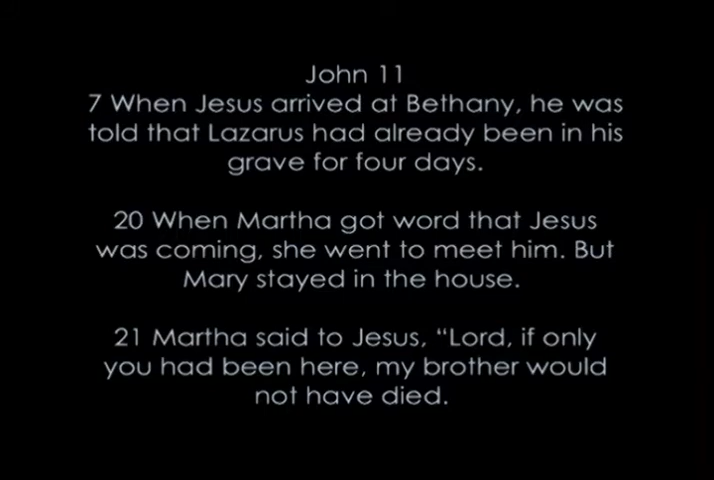 John 11
7 When Jesus arrived at Bethany, he was
told that Lazarus had already been in his
grave for four days.
20 When Martha got word that Jesus
was coming, she went to meet him. But
Mary stayed in the house.
21 Martha said to Jesus, “Lord, if only
you had been here, my brother would
not have died.